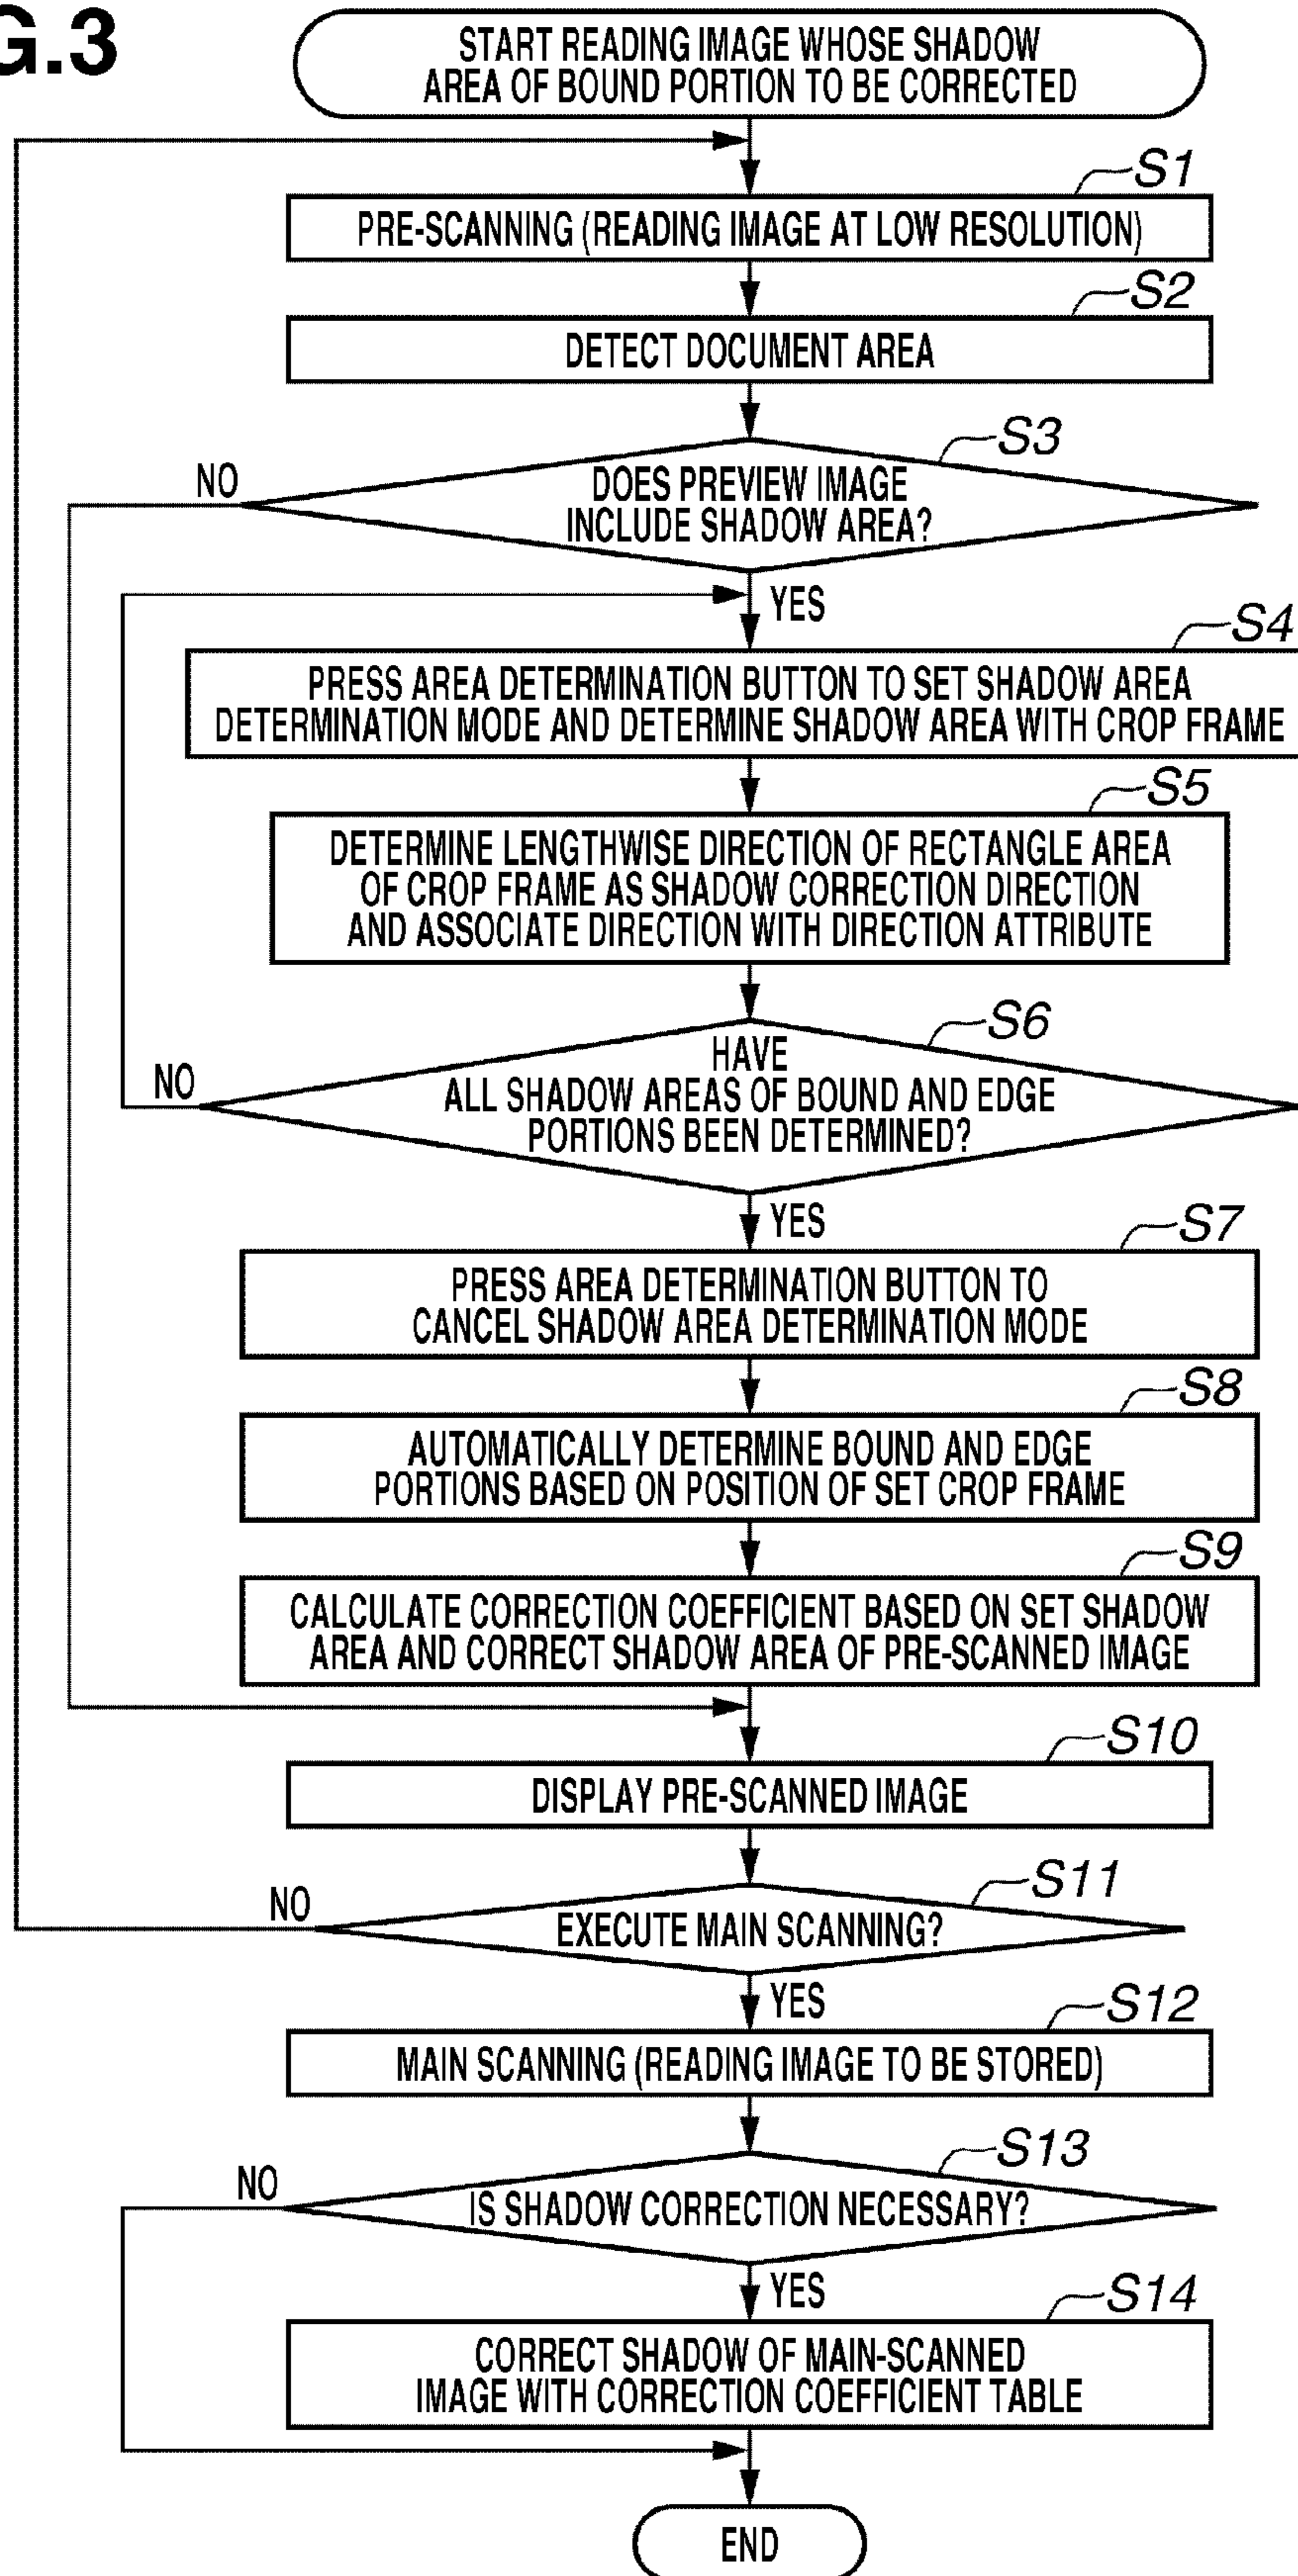 G.3
START READING IMAGE WHOSE SHADOW
AREA OF BOUND PORTION TO BE CORRECTED
S1
PRE-SCANNING (READING IMAGE AT LOW RESOLUTION)
S2
DETECT DOCUMENT AREA
S3
NO
DOES PREVIEW IMAGE
INCLUDE SHADOW AREA?
YES
S4
PRESS AREA DETERMINATION BUTTON TO SET SHADOW AREA
DETERMINATION MODE AND DETERMINE SHADOW AREA WITH CROP FRAME
S5
DETERMINE LENGTHWISE DIRECTION OF RECTANGLE AREA
OF CROP FRAME AS SHADOW CORRECTION DIRECTION
AND ASSOCIATE DIRECTION WITH DIRECTION ATTRIBUTE
S6
NO
HAVE
ALL SHADOW AREAS OF BOUND AND EDGE
PORTIONS BEEN DETERMINED?
YES
S7
PRESS AREA DETERMINATION BUTTON TO
CANCEL SHADOW AREA DETERMINATION MODE
S8
AUTOMATICALLY DETERMINE BOUND AND EDGE
PORTIONS BASED ON POSITION OF SET CROP FRAME
S9
CALCULATE CORRECTION COEFFICIENT BASED ON SET SHADOW
AREA AND CORRECT SHADOW AREA OF PRE-SCANNED IMAGE
S10
DISPLAY PRE-SCANNED IMAGE
S11
NO
EXECUTE MAIN SCANNING?
YES
S12
MAIN SCANNING (READING IMAGE TO BE STORED)
S13
NO
IS SHADOW CORRECTION NECESSARY?
YES
S14
CORRECT SHADOW OF MAIN-SCANNED
IMAGE WITH CORRECTION COEFFICIENT TABLE
END